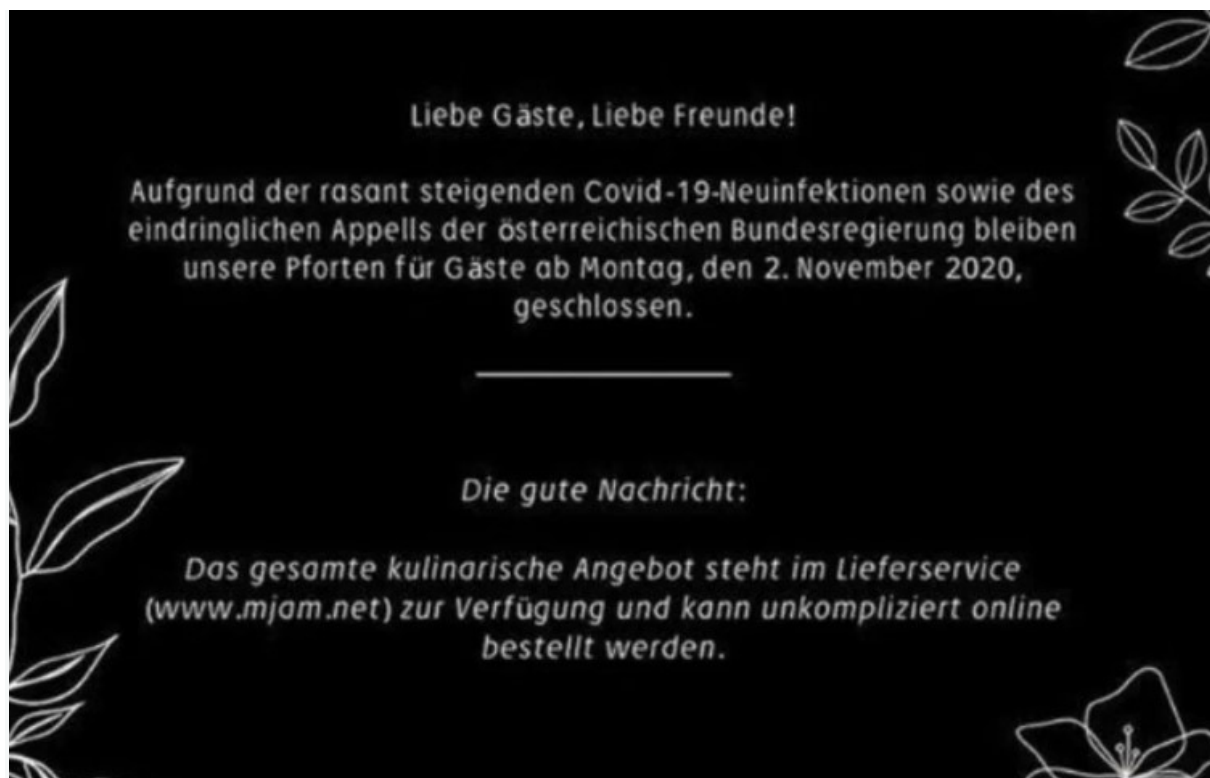 Liebe Gäste, Liebe Freunde!
Aufgrund der rasant steigenden Covid-19-Neuinfektionen sowie des
eindringlichen Appells der österreichischen Bundesregierung bleiben
unsere Pforten für Gäste ab Montag, den 2. November 2020,
geschlossen.
Die gute Nachricht:
Das gesamte kulinarische Angebot steht im Lieferservice
(www.mjam.net) zur Verfügung und kann unkompliziert online
bestellt werden.